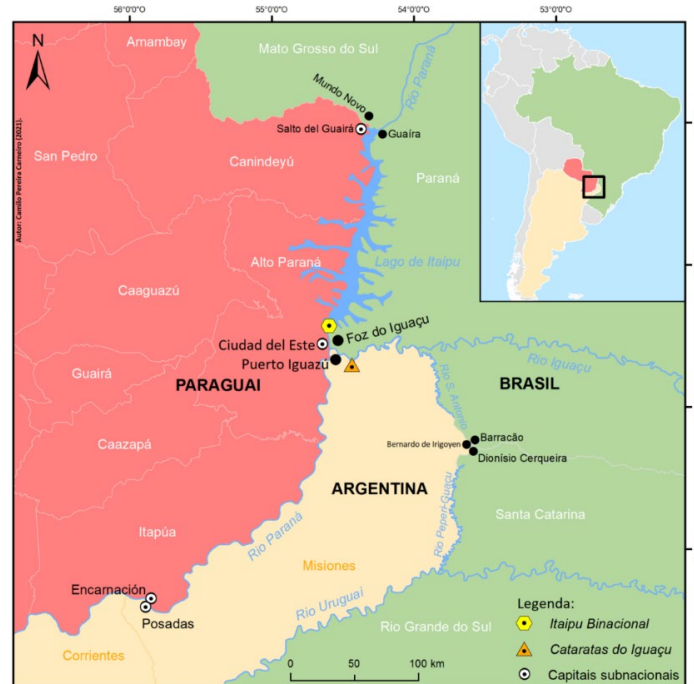 56°0'0"W
55°0'0"W
54°0'0"W
53°0'0"W
N
Amambay
Mato Grosso do Sul
Rio Paraná
Mundo Novo
Salto del Guairá
Guaíra
San Pedro
Canindeyú
Paraná
Autor: Camilo Pereira Carneiro (2021).
Alto Paraná
Lago de Itaipu
Caaguazú
Foz do Iguaçu
Ciudad del Este
Puerto Iguazú
Rio Iguaçu
Guairá
PARAGUAI
BRASIL
Rio S. Antonio
Caazapá
Bernardo de Irigoyen
Barracão
Dionísio Cerqueira
ARGENTINA
Rio Peperi-Guaçu
Santa Catarina
Itapúa
Rio Paraná
Misiones
Encarnación
Posadas
Rio Uruguai
Corrientes
Rio Grande do Sul
Legenda:
Itaipu Binacional
Cataratas do Iguaçu
Capitais subnacionais
0 50 100 km